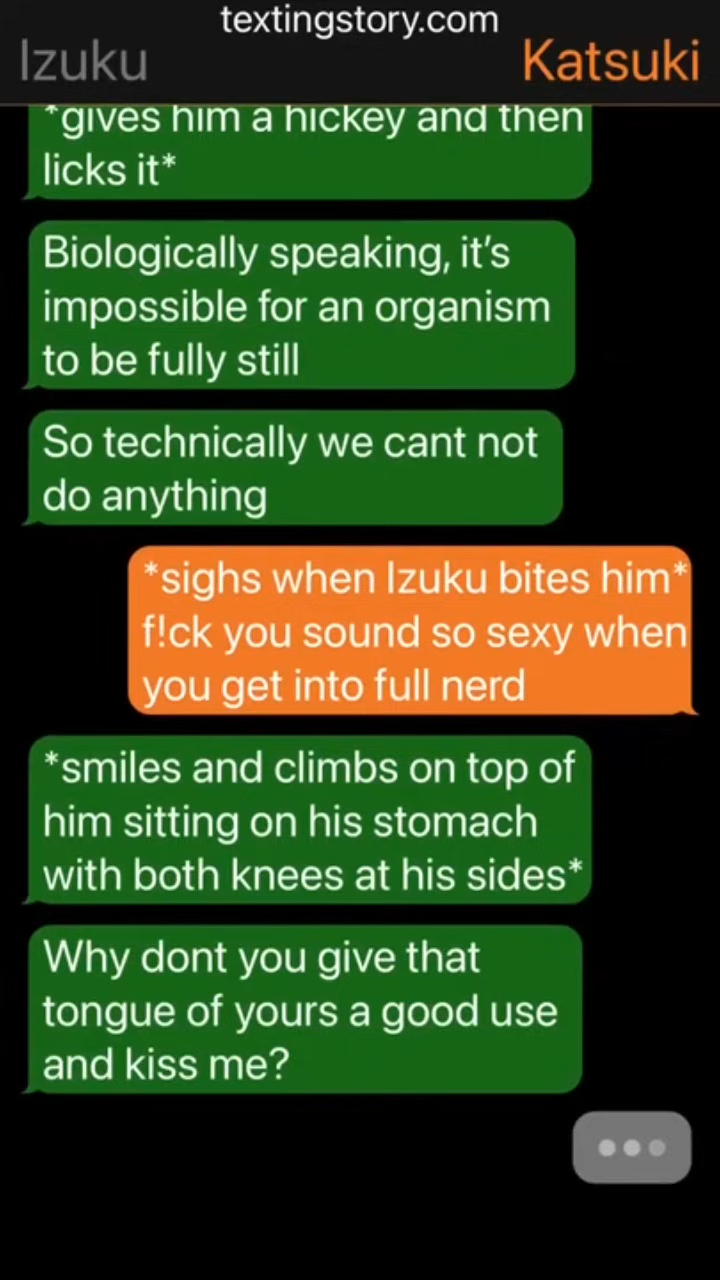 textingstory.com
Izuku
Katsuki
*gives him a hickey and then
licks it*
Biologically speaking, it’s
impossible for an organism
to be fully still
So technically we cant not
do anything
*sighs when Izuku bites him*
f!ck you sound so sexy when
you get into full nerd
*smiles and climbs on top of
him sitting on his stomach
with both knees at his sides*
Why dont you give that
tongue of yours a good use
and kiss me?